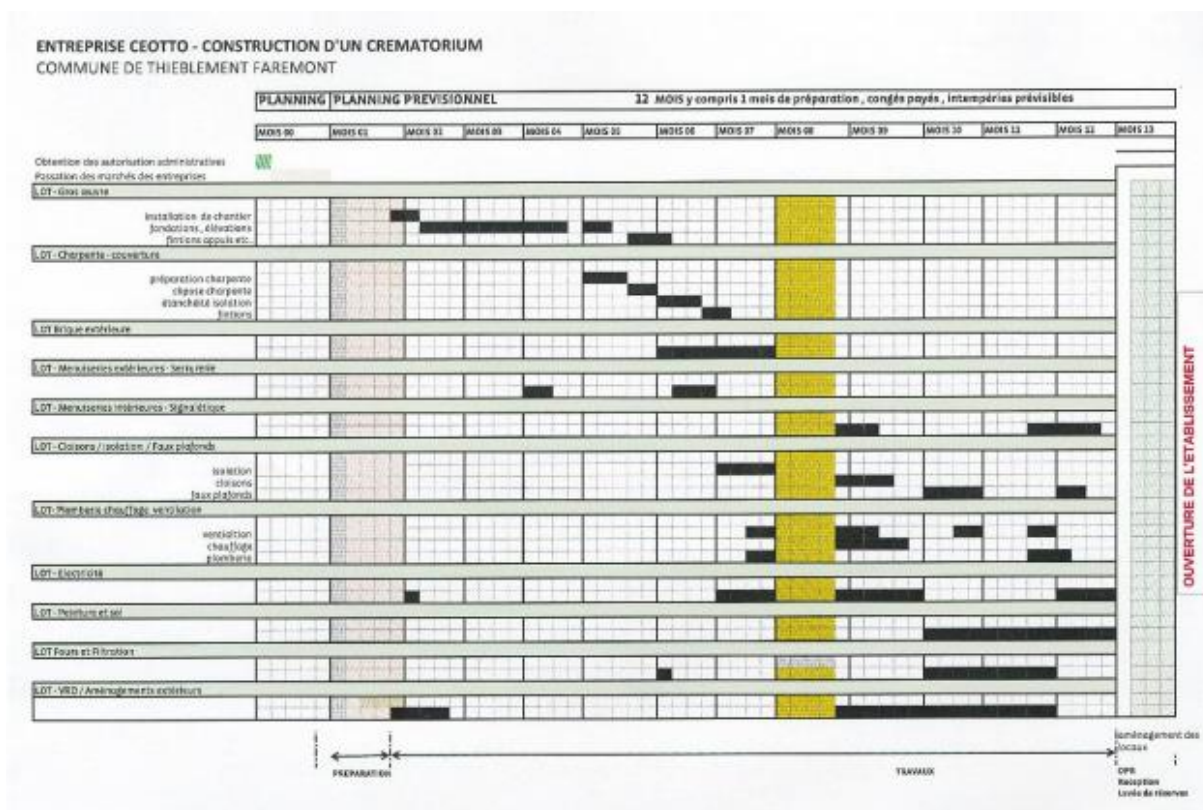 ENTREPRISE CEOTTO - CONSTRUCTION D'UN CREMATORIUM
COMMUNE DE THIEBLEMENT FAREMONT
PLANNING PLANNING PREVISIONNEL 12 MOIS y compris 1 mois de préparation , congés payés , intempéries prévisibles
MOIS 00 MOIS 01 MOIS 02 MOIS 03 MOIS 04 MOIS 05 MOIS 06 MOIS 07 MOIS 08 MOIS 09 MOIS 10 MOIS 11 MOIS 12 MOIS 13
Obtention des autorisation administratives
Passation des marchés des entreprises
LOT - Gros œuvre
installation de chantier
fondations , élévations
finitions appuis etc..
LOT - Charpente - couverture
préparation charpente
charpente
étanchéité isolation
LOT Brique extérieure
LOT - Menuiseries extérieures - Serrurerie
LOT - Menuiseries intérieures - Signalétique
LOT - Cloisons / isolation / Faux plafonds
isolation
cloisons
faux plafonds
LOT- Plomberie chauffage ventilation
ventilation
chauffage
plomberie
LOT - Electricité
LOT - Peinture et sol
LOT Fours et Filtration
LOT - VRD / Aménagements extérieurs
OUVERTURE DE L'ETABLISSEMENT
PREPARATION
TRAVAUX
aménagement des
locaux
OPR
Reception
Levée de réserves